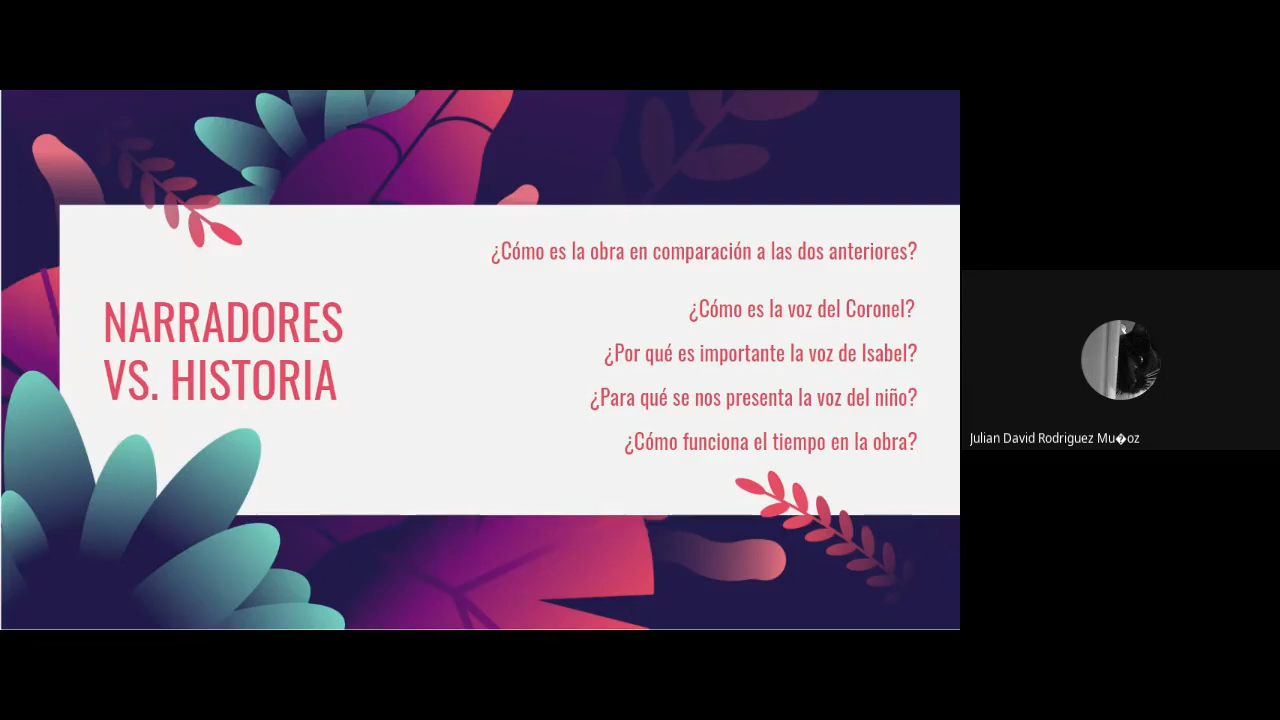 ¿Cómo es la obra en comparación a las dos anteriores?
NARRADORES
VS. HISTORIA
¿Cómo es la voz del Coronel?
¿Por qué es importante la voz de Isabel?
¿Para qué se nos presenta la voz del niño?
¿Cómo funciona el tiempo en la obra?
Julian David Rodriguez Mu�oz